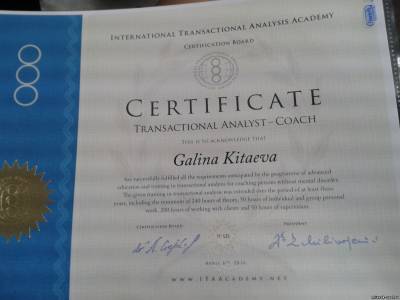 INTERNATIONAL TRANSACTIONAL ANALYSIS ACADEMY
CERTIFICATION BOARD
CERTIFICATE
TRANSACTIONAL ANALYST – COACH
THIS IS TO ACKNOWLEDGE THAT
Galina Kitaeva
has successfully fulfilled all the requirements anticipated by the programme of advanced
education and training in transactional analysis for coaching persons without mental disorder.
The given training in transactional analysis was extended over the period of at least three
years, including the minimum of 240 hours of theory, 50 hours of individual and group personal
work, 200 hours of working with clients and 50 hours of supervision.
CERTIFICATION BOARD
PRESIDENT
WWW.ITAACADEMY.NET